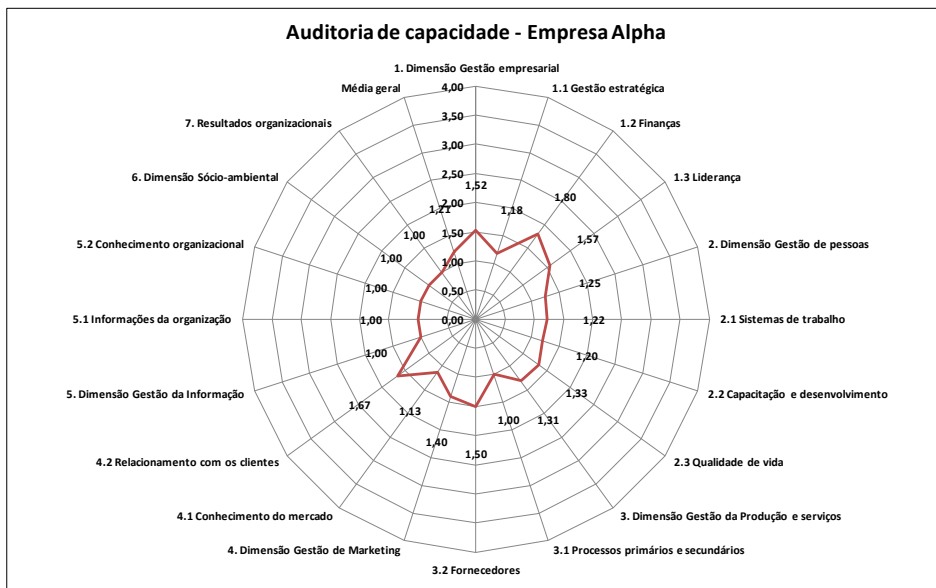 Auditoria de capacidade - Empresa Alpha
1. Dimensão Gestão empresarial
1.1 Gestão estratégica
1.2 Finanças
1.3 Liderança
2. Dimensão Gestão de pessoas
2.1 Sistemas de trabalho
2.2 Capacitação e desenvolvimento
2.3 Qualidade de vida
3. Dimensão Gestão da Produção e serviços
3.1 Processos primários e secundários
3.2 Fornecedores
4. Dimensão Gestão de Marketing
4.1 Conhecimento do mercado
4.2 Relacionamento com os clientes
5. Dimensão Gestão da Informação
5.1 Informações da organização
5.2 Conhecimento organizacional
6. Dimensão Sócio-ambiental
7. Resultados organizacionais
Média geral
4,00
3,50
3,00
2,50
2,00
1,50
1,00
0,50
0,00
1,52
1,18
1,80
1,57
1,25
1,22
1,20
1,33
1,31
1,00
1,50
1,40
1,13
1,67
1,00
1,00
1,00
1,00
1,00
1,21